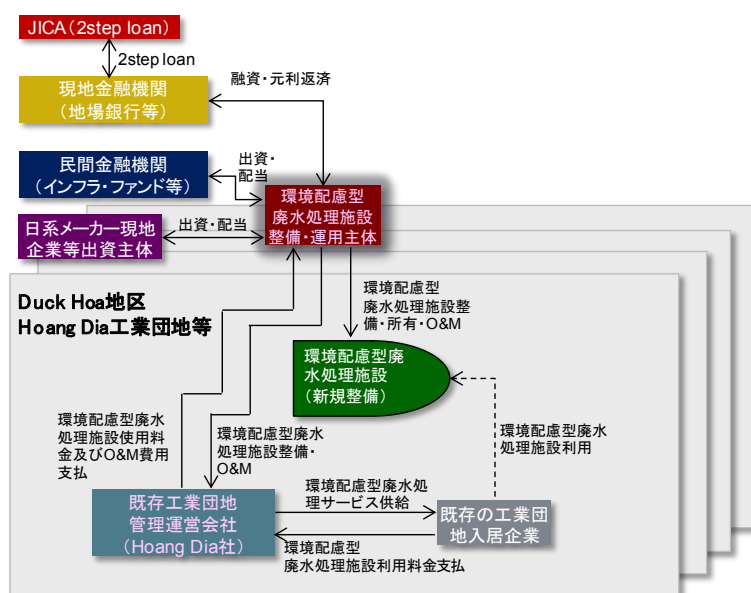 JICA(2step loan)
2step loan
現地金融機関
(地場銀行等)
融資・元利返済
民間金融機関
(インフラ・ファンド等)
出資・
配当
環境配慮型
廃水処理施設
整備・運用主体
日系メーカー現地
企業等出資主体
出資・配当
Duck Hoa地区
Hoang Dia工業団地等
環境配慮型
廃水処理施設整
備・所有・O&M
環境配慮型廃
水処理施設
(新規整備)
環境配慮型廃水
処理施設使用料
金及びO&M費用
支払
環境配慮型廃水
処理施設整備・
O&M
環境配慮型廃水
処理施設利用
既存工業団地
管理運営会社
(Hoang Dia社)
環境配慮型廃水処
理サービス供給
既存の工業団
地入居企業
環境配慮型
廃水処理施設利用料金支払